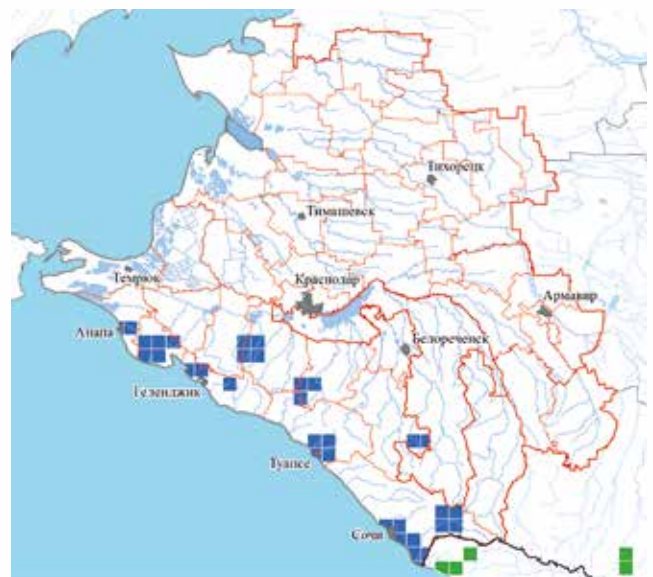 Тихорецк
Тимашевск
Темрюк
Краснодар
Армавир
Анапа
Белореченск
Геленджик
Туапсе
Сочи